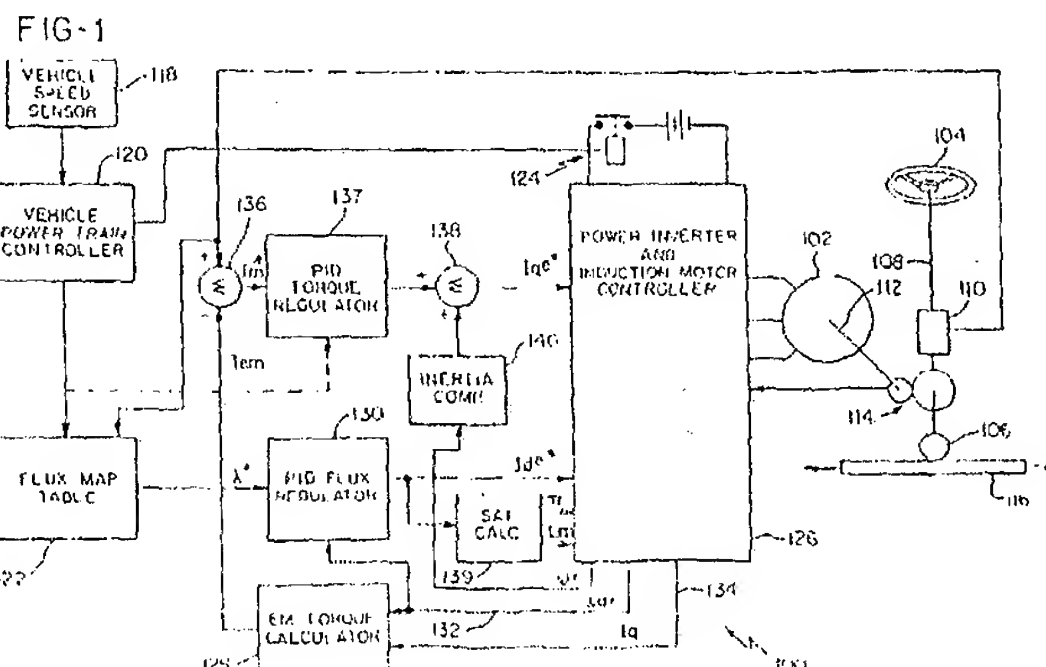 FIG-1
VEHICLE
SPEED
SENSOR
118
120
VEHICLE
POWER TRAIN
CONTROLLER
136
137
PID
TORQUE
REGULATOR
138
Iqe*
124
POWER INVERTER
AND
INDUCTION MOTOR
CONTROLLER
102
104
108
112
110
Tem
INERTIA
COMP
114
106
116
FLUX MAP
TABLE
λ*
130
PID FLUX
REGULATOR
Ide*
SAT
CALC
Lm
139
126
134
EM TORQUE
CALCULATOR
132
Iq